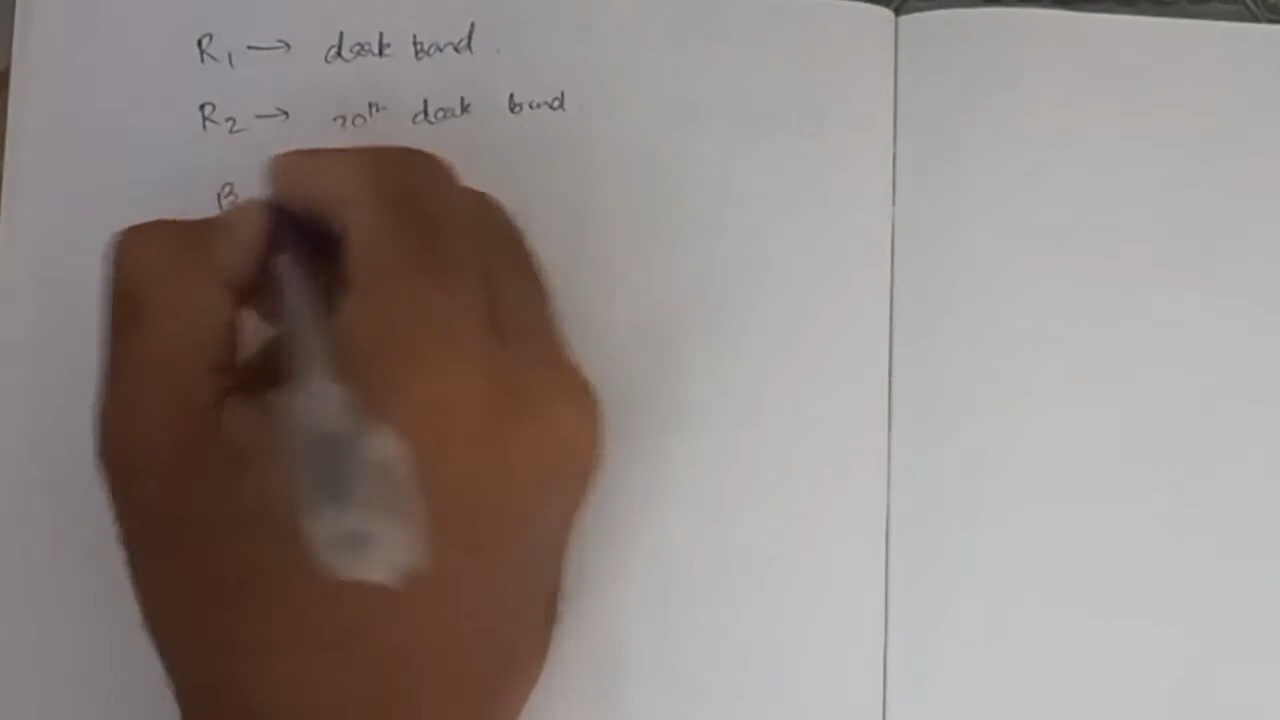 R₁ → dark band.
R₂ → 20th dark band
β